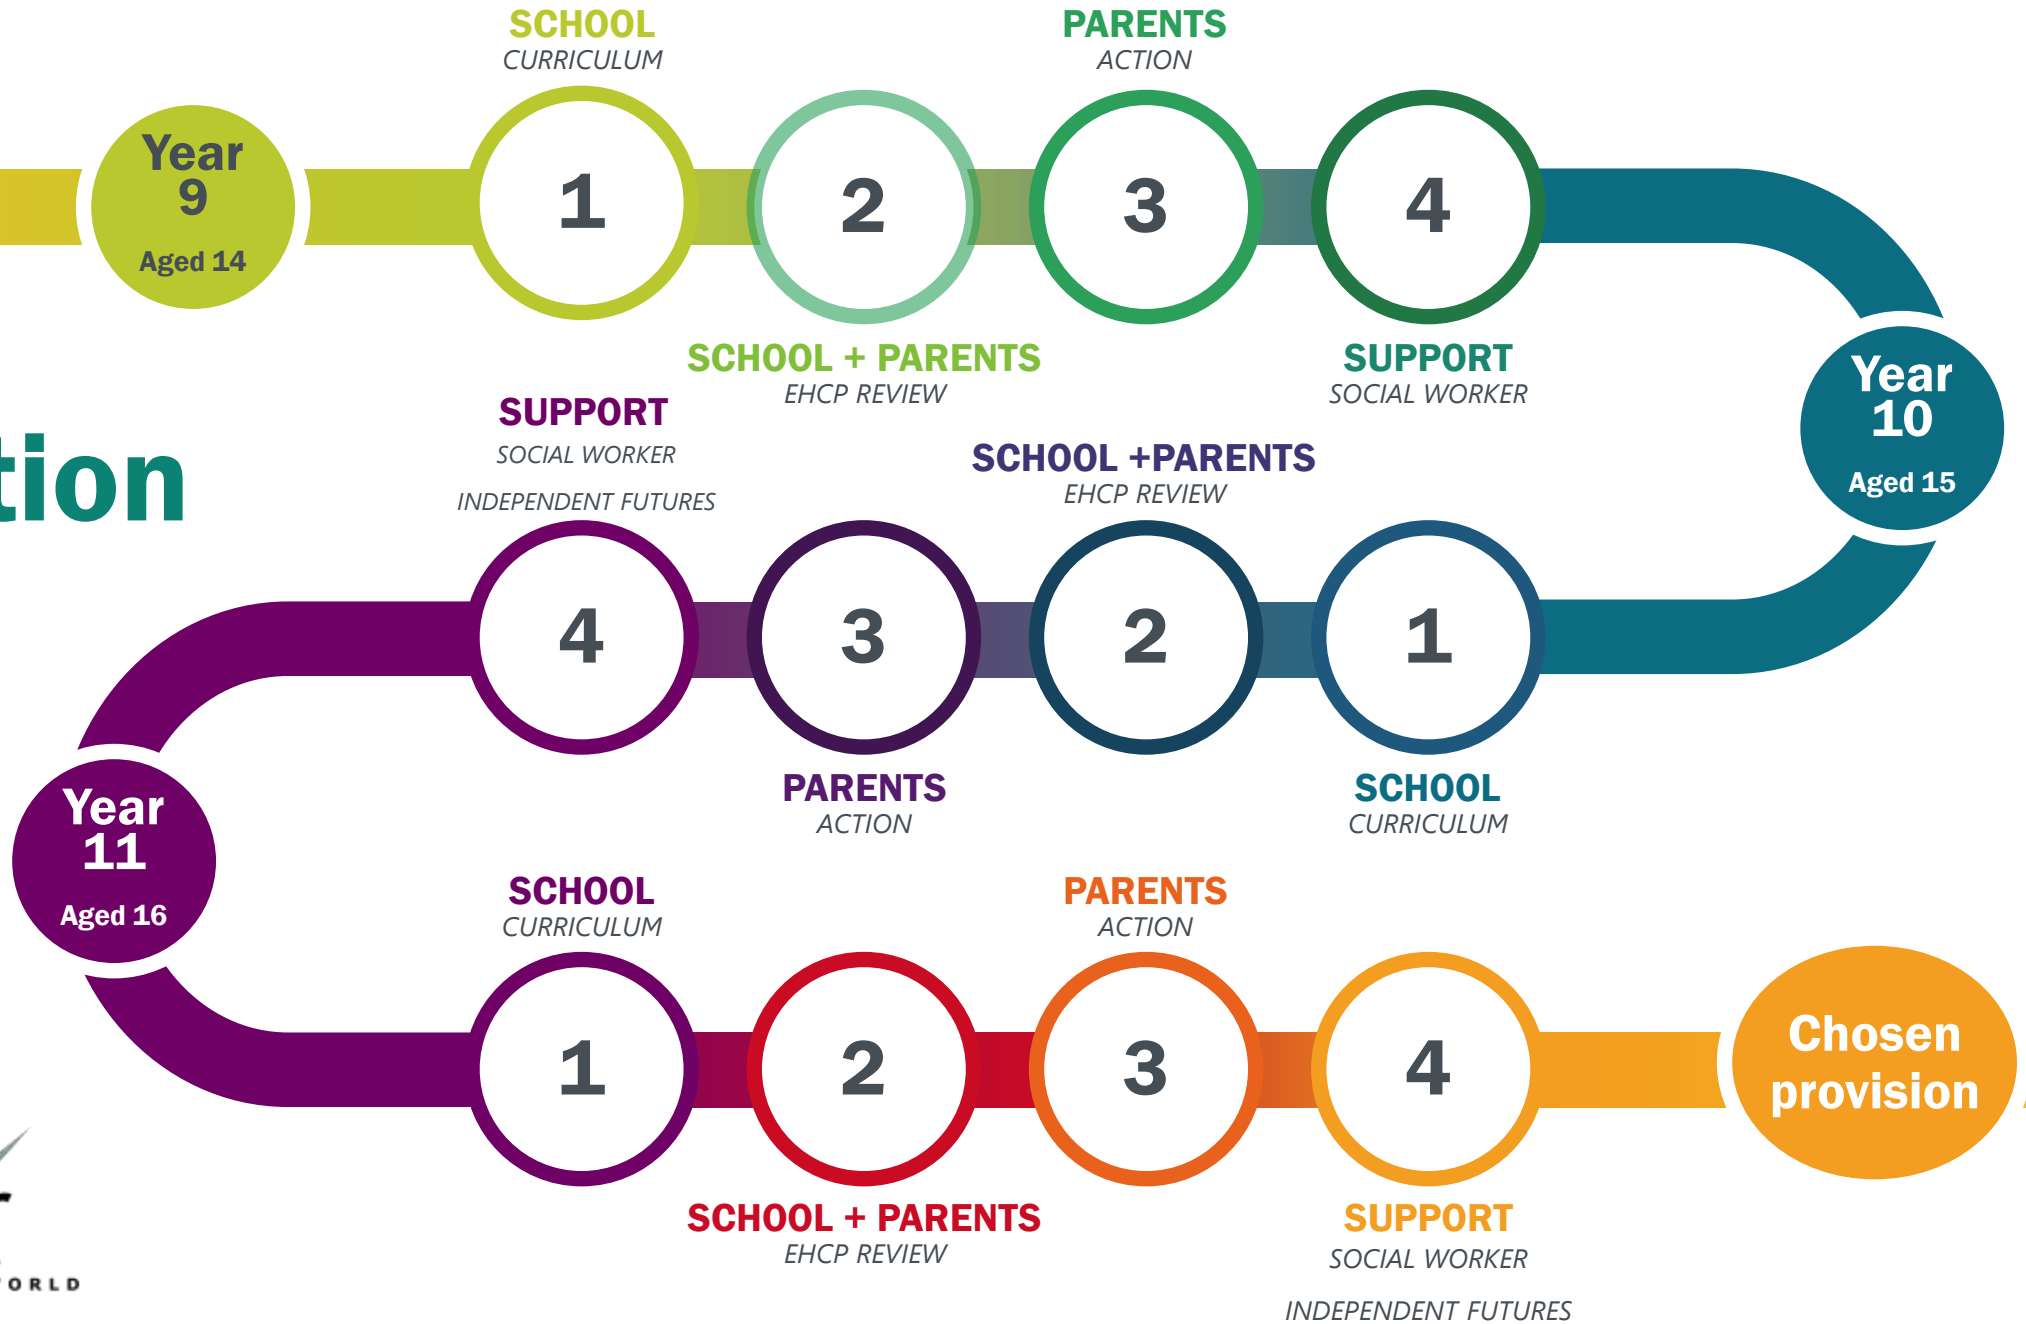 SCHOOL
CURRICULUM
PARENTS
ACTION
Year
9
Aged 14
1
2
3
4
SCHOOL + PARENTS
EHCP REVIEW
SUPPORT
SOCIAL WORKER
Year
10
Aged 15
tion
SUPPORT
SOCIAL WORKER
INDEPENDENT FUTURES
SCHOOL +PARENTS
EHCP REVIEW
4
3
2
1
PARENTS
ACTION
SCHOOL
CURRICULUM
Year
11
Aged 16
SCHOOL
CURRICULUM
PARENTS
ACTION
1
2
3
4
Chosen
provision
SCHOOL + PARENTS
EHCP REVIEW
SUPPORT
SOCIAL WORKER
INDEPENDENT FUTURES
ORLD